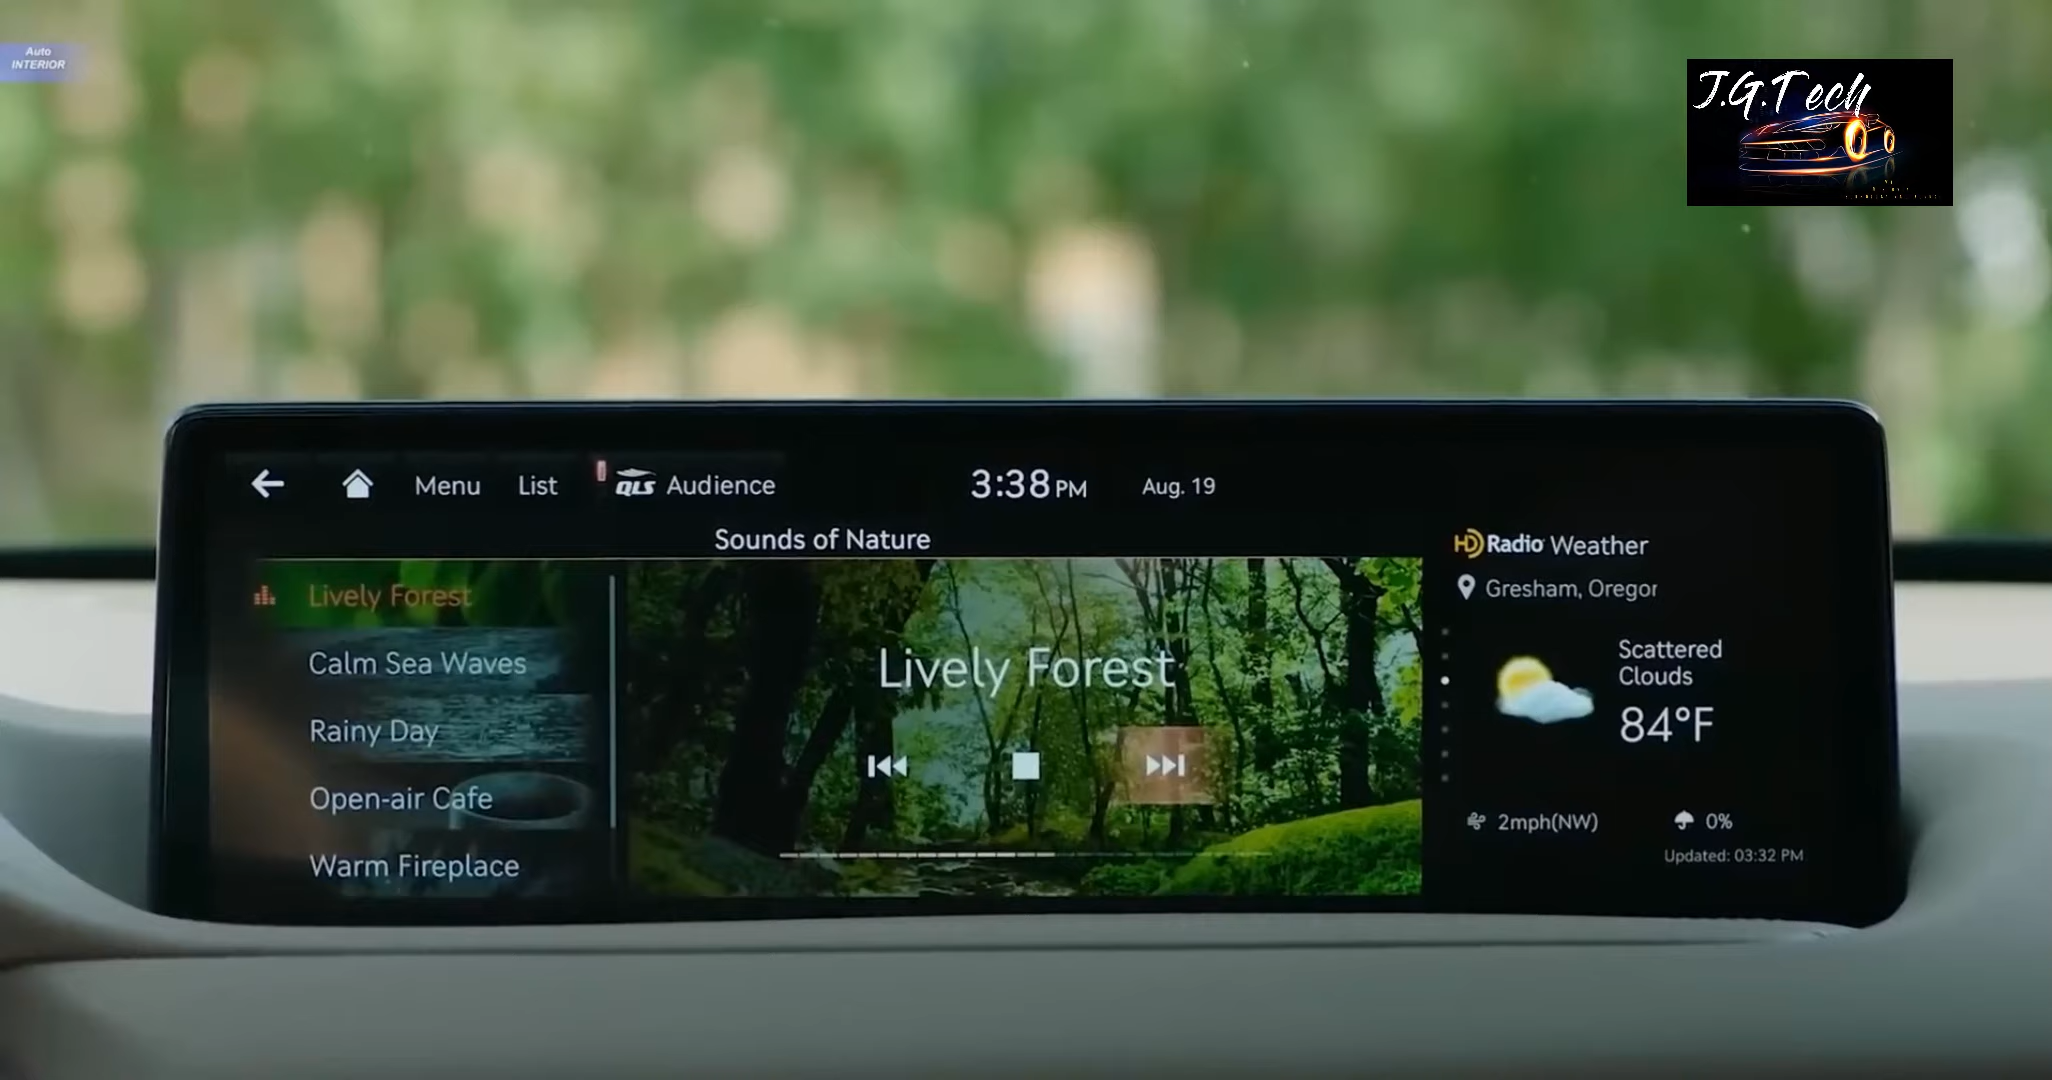 Auto
INTERIOR
J.G.Tech
Menu List QLS Audience 3:38 PM Aug. 19
Sounds of Nature
Lively Forest
Calm Sea Waves
Rainy Day
Open-air Cafe
Warm Fireplace
Lively Forest
HD Radio Weather
Gresham, Oregor
Scattered
Clouds
84°F
2mph(NW) 0%
Updated: 03:32 PM